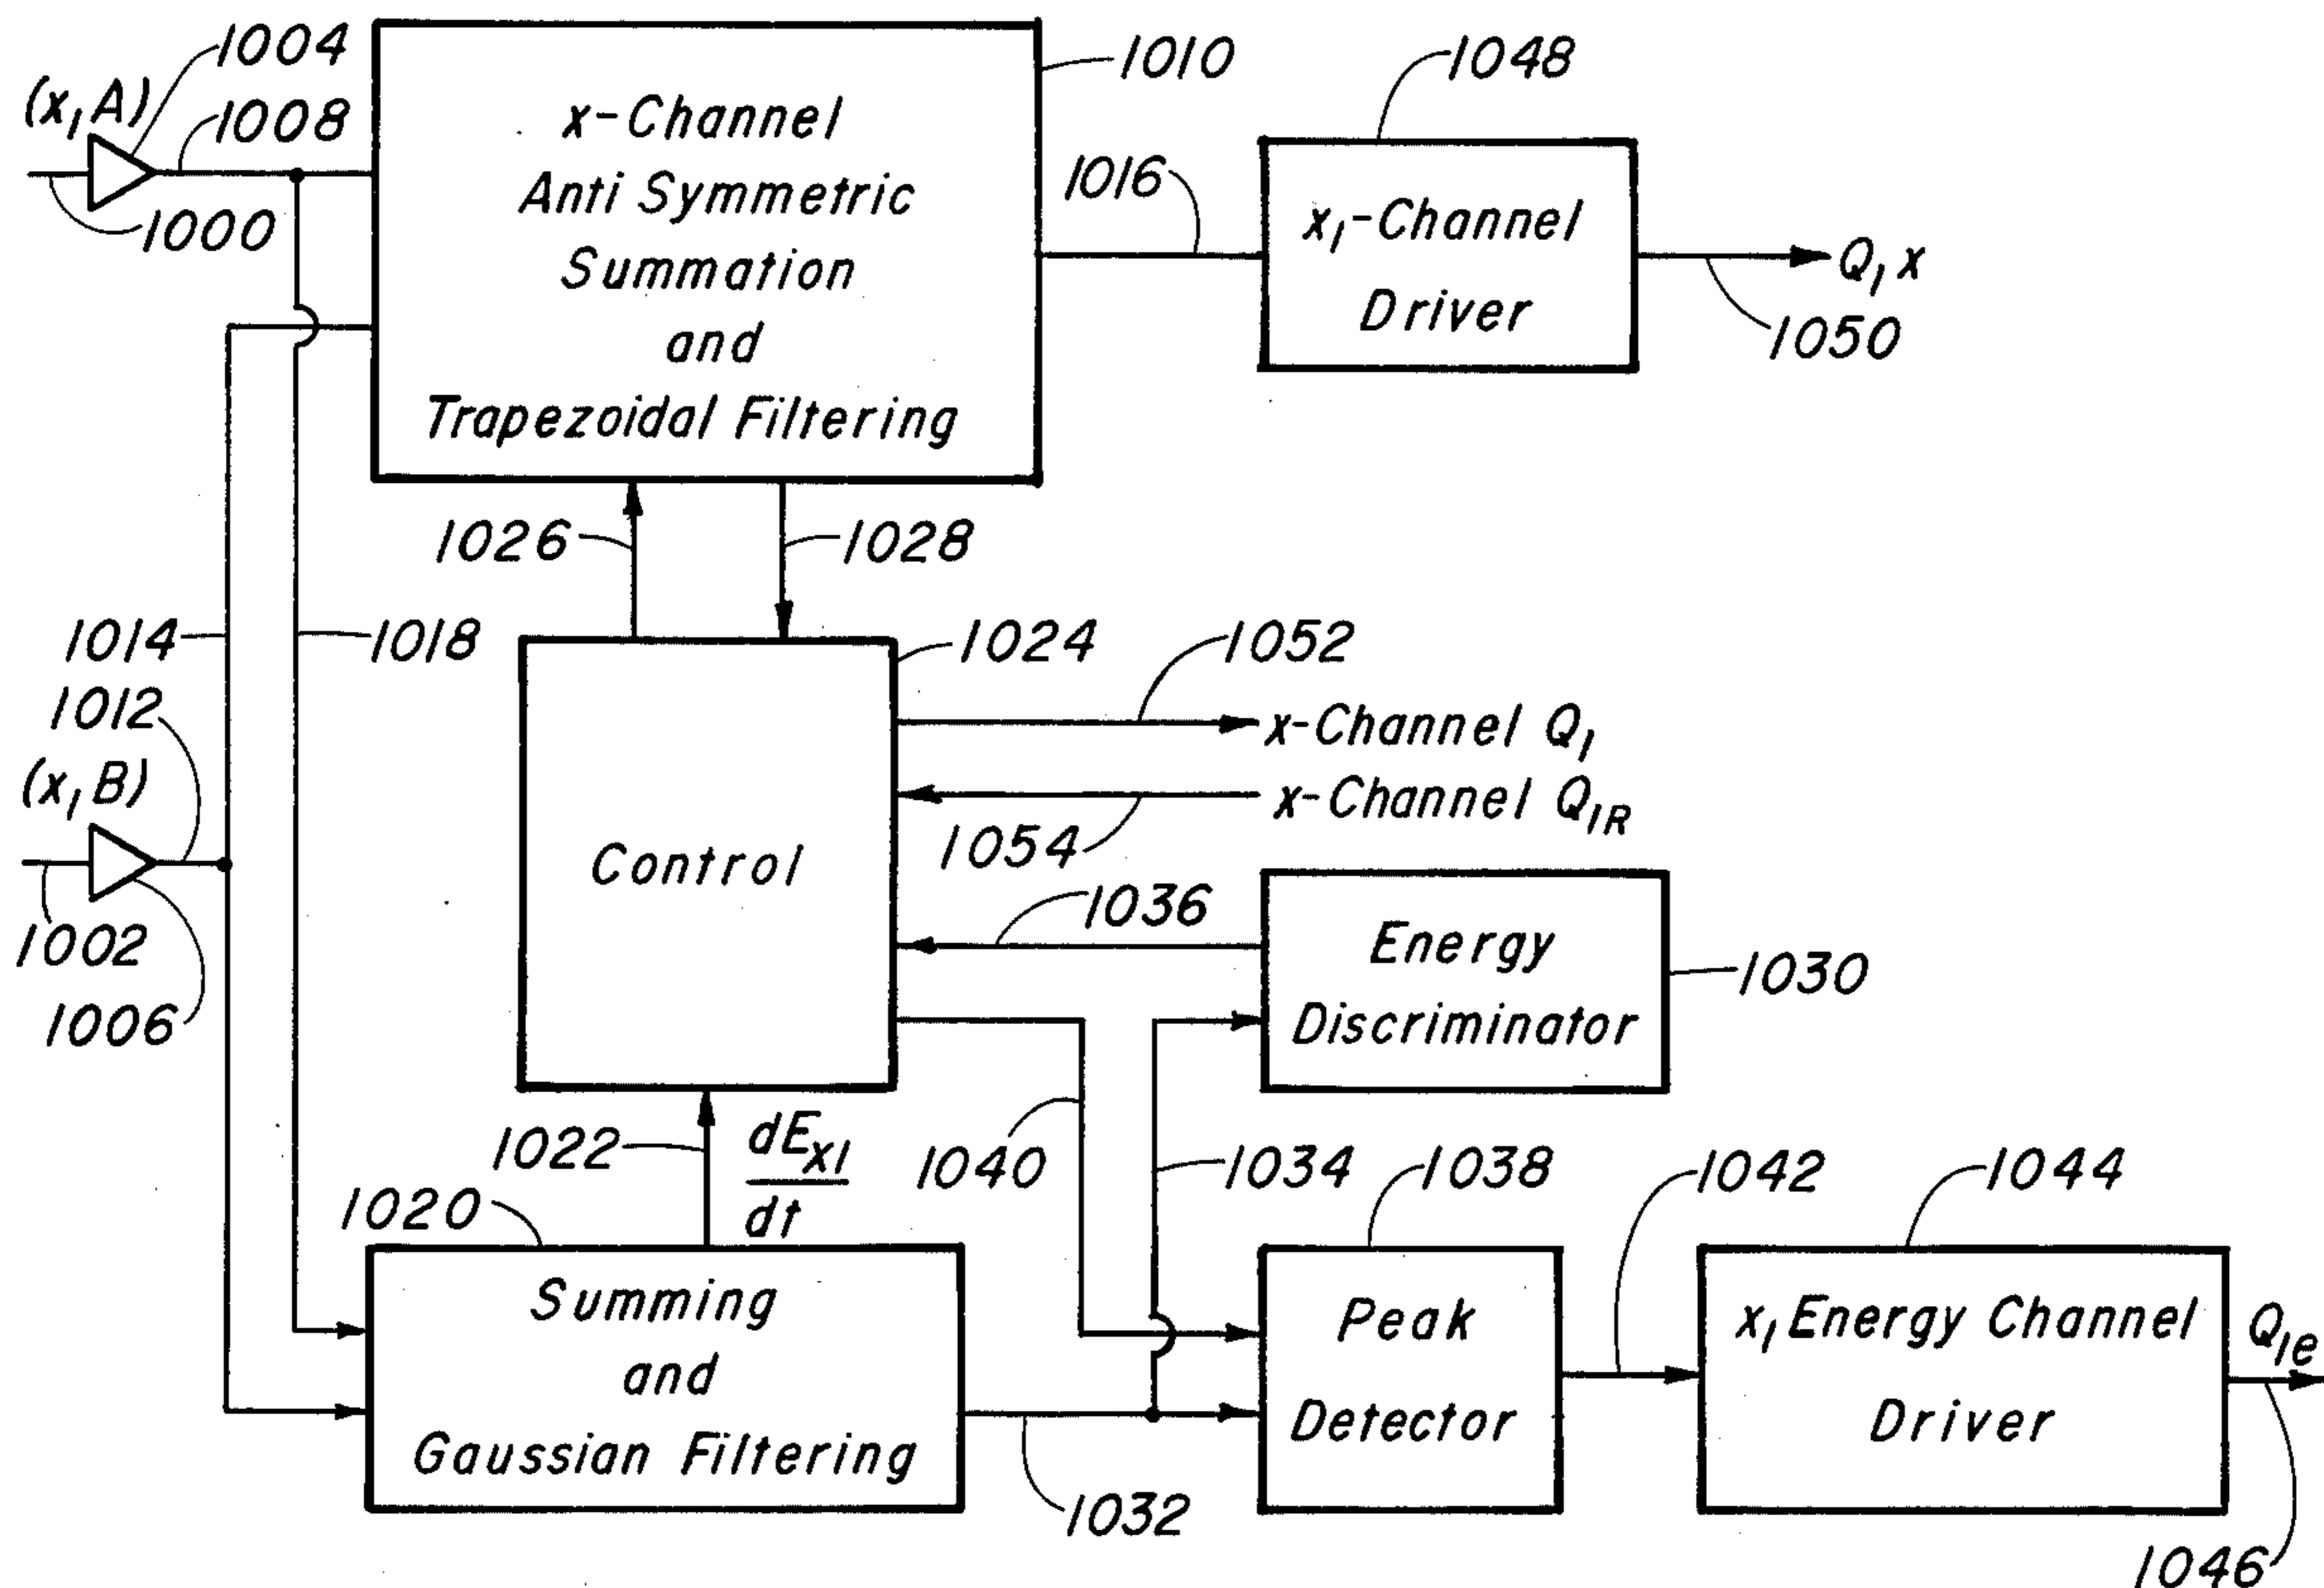 1004
(x₁A)
1008
1000
x-Channel
Anti Symmetric
Summation
and
Trapezoidal Filtering
1010
1016
1048
x₁-Channel
Driver
Q₁x
1050
1026
1028
1014
1018
1012
(x₁B)
1002
1006
Control
1024
1052
x-Channel Q₁
x-Channel Q₁R
1054
1036
Energy
Discriminator
1030
1022
dEx₁
dt
1040
1034
1020
Summing
and
Gaussian Filtering
1032
1038
Peak
Detector
1042
1044
x₁ Energy Channel
Driver
Q₁e
1046